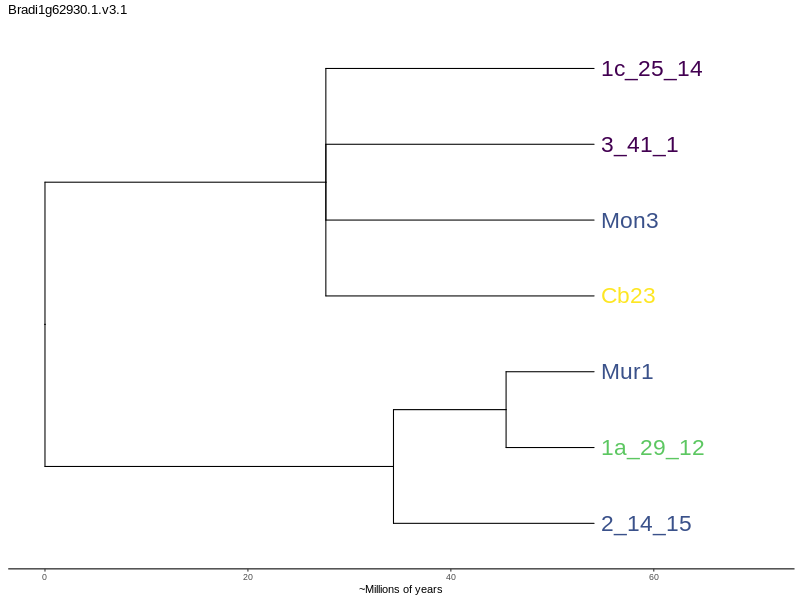 Bradi1g62930.1.v3.1
1c_25_14
3_41_1
Mon3
Cb23
Mur1
1a_29_12
2_14_15
0 20 40 60
~Millions of years